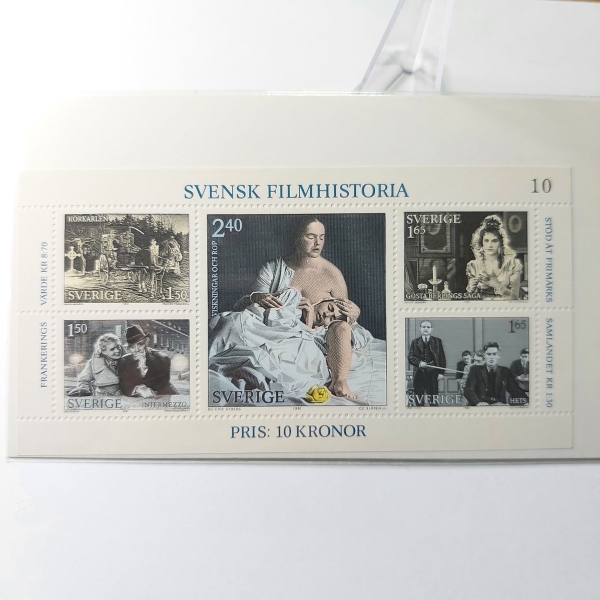 SVENSK FILMHISTORIA
10
FRANKERINGS VÄRDE KR 8:70
KÖRKARLEN
SVERIGE 1.50
1.50
SVERIGE
INTERMEZZO
2.40
VISKNINGAR OCH ROP
SVERIGE
1981
SVERIGE
1.65
GÖSTA BERLINGS SAGA
1.65
SVERIGE HETS
STÖD ÅT FRIMÄRKS
SAMLANDET KR 1:30
PRIS: 10 KRONOR